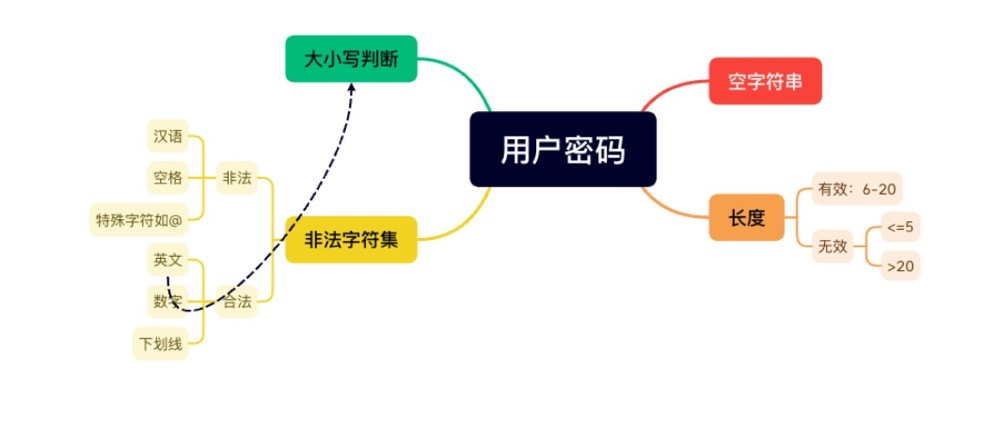 大小写判断
空字符串
用户密码
汉语
空格
非法
特殊字符如@
有效：6-20
长度
<=5
无效
>20
非法字符集
英文
数字
合法
下划线